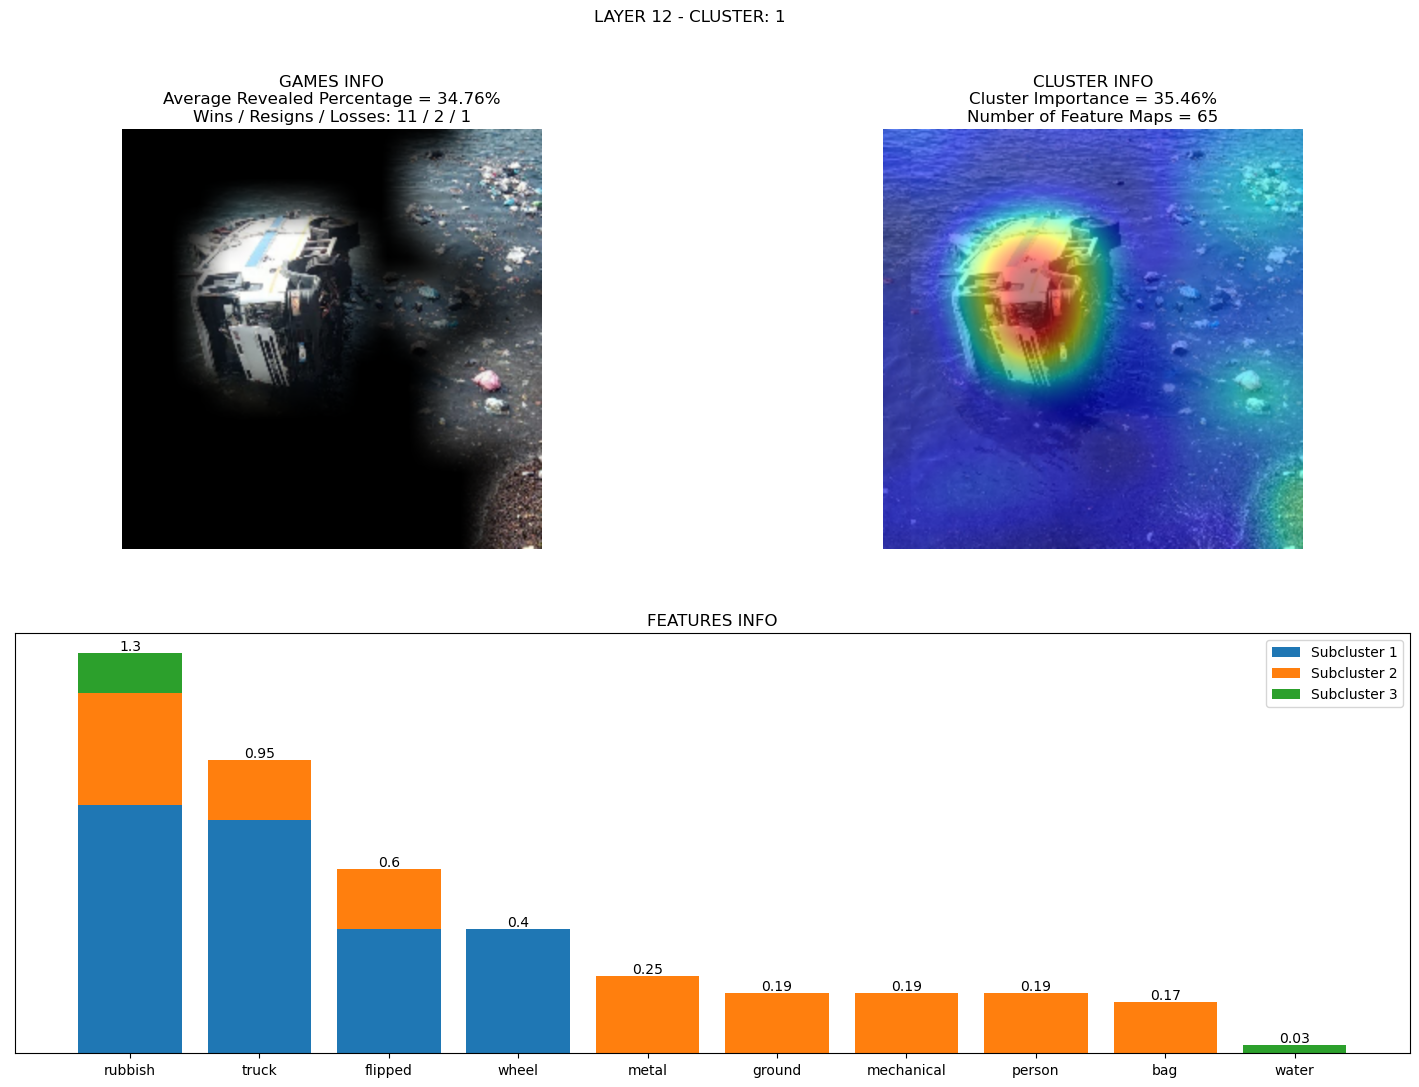 LAYER 12 - CLUSTER: 1
GAMES INFO
Average Revealed Percentage = 34.76%
Wins / Resigns / Losses: 11 / 2 / 1
CLUSTER INFO
Cluster Importance = 35.46%
Number of Feature Maps = 65
FEATURES INFO
Subcluster 1
Subcluster 2
Subcluster 3
1.3
0.95
0.6
0.4
0.25
0.19
0.19
0.19
0.17
0.03
rubbish truck flipped wheel metal ground mechanical person bag water